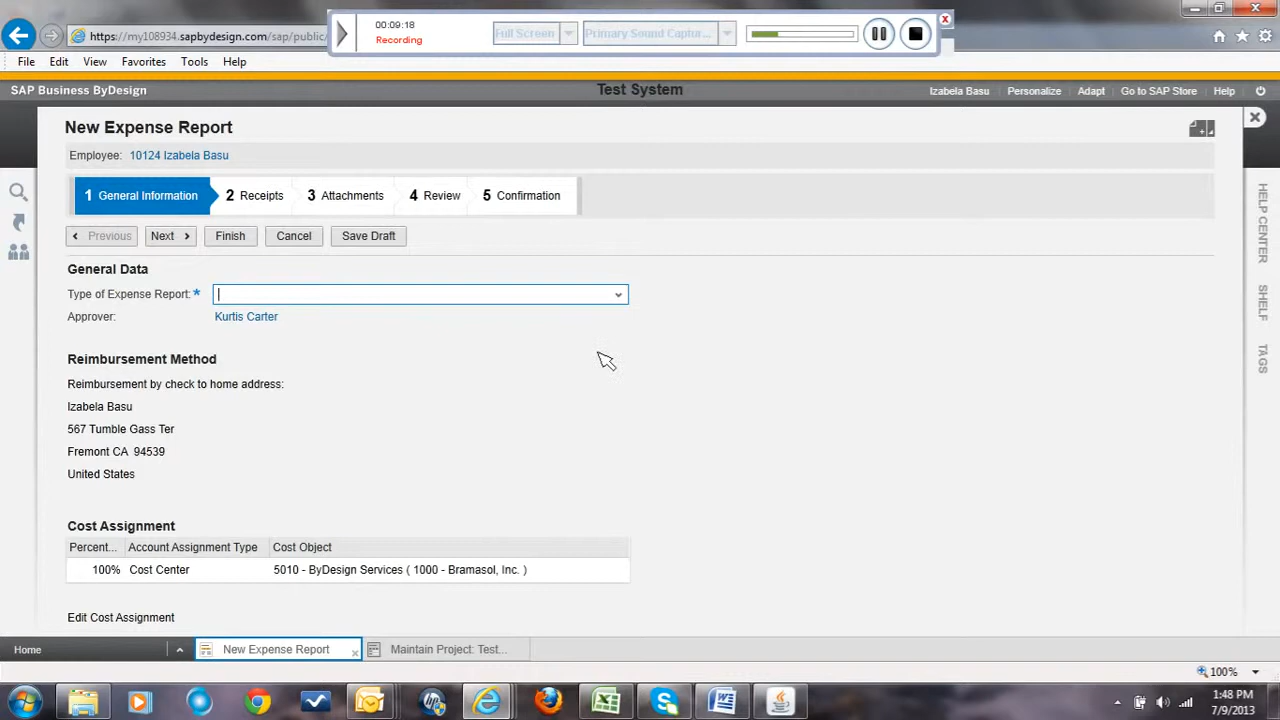 00:09:18
Recording
Full Screen
Primary Sound Captur...
https://my108934.sapbydesign.com/sap/public/
File Edit View Favorites Tools Help
SAP Business ByDesign
Test System
Izabela Basu Personalize Adapt Go to SAP Store Help
New Expense Report
Employee: 10124 Izabela Basu
1 General Information 2 Receipts 3 Attachments 4 Review 5 Confirmation
Previous Next Finish Cancel Save Draft
General Data
Type of Expense Report: *
Approver: Kurtis Carter
Reimbursement Method
Reimbursement by check to home address:
Izabela Basu
567 Tumble Gass Ter
Fremont CA 94539
United States
Cost Assignment
Percent... Account Assignment Type Cost Object
100% Cost Center 5010 - ByDesign Services ( 1000 - Bramasol, Inc. )
Edit Cost Assignment
HELP CENTER
SHELF
TAGS
Home New Expense Report Maintain Project: Test...
100%
1:48 PM
7/9/2013